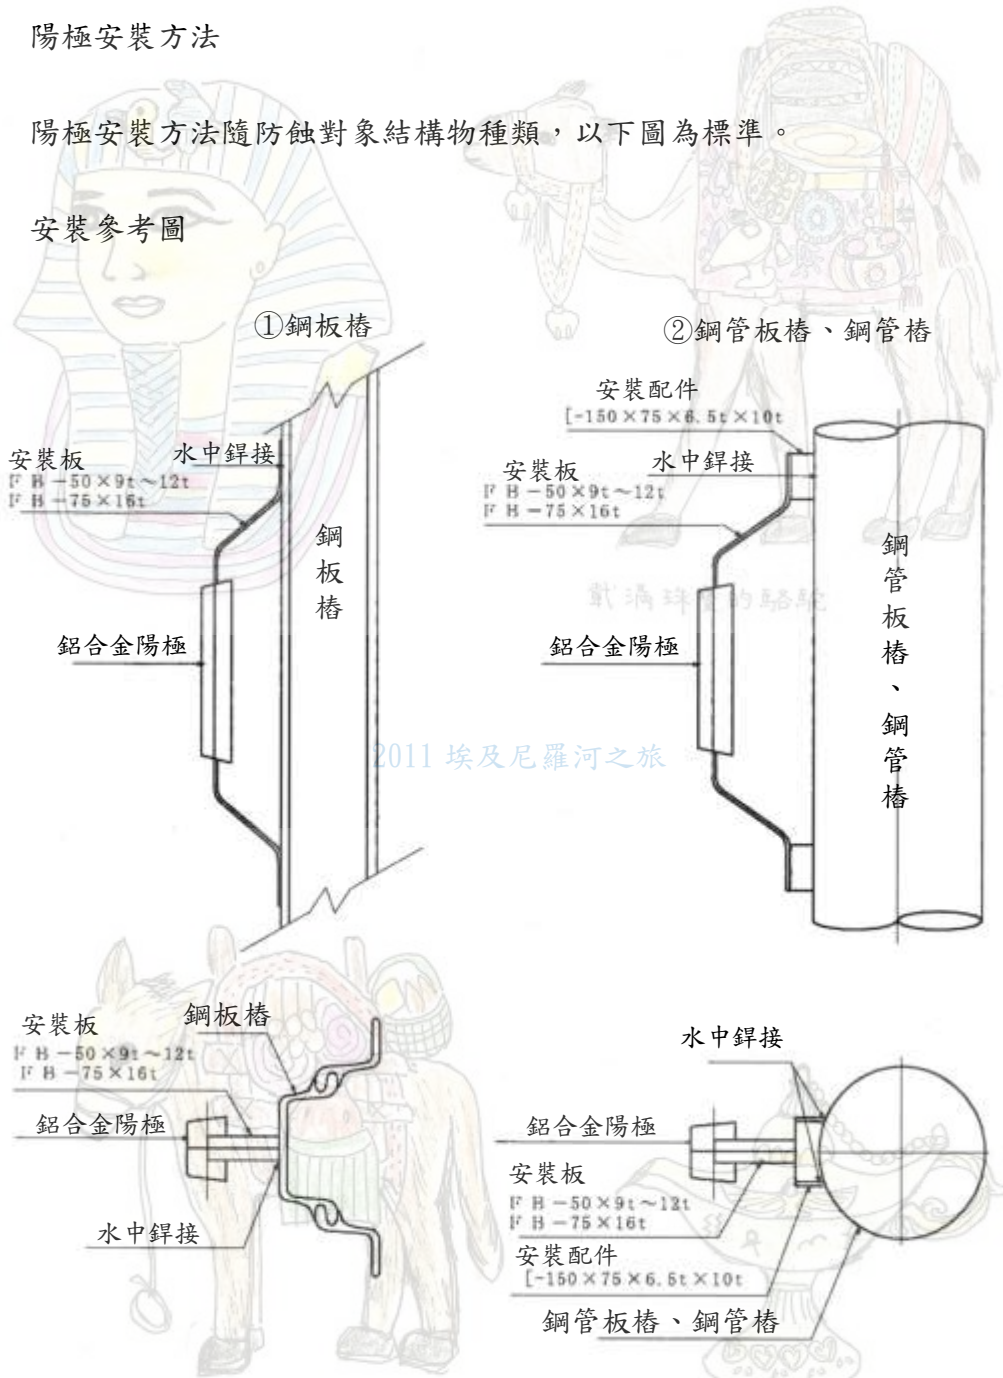 陽極安裝方法
陽極安裝方法隨防蝕對象結構物種類，以下圖為標準。
安裝參考圖
①鋼板樁
安裝板
F B －50×9t～12t
F B －75×16t
水中銲接
鋼板樁
鋁合金陽極
②鋼管板樁、鋼管樁
安裝配件
[-150×75×6.5t×10t
安裝板
F B －50×9t～12t
F B －75×16t
水中銲接
鋼管板樁、鋼管樁
鋁合金陽極
戴滿珠 的駱駝
2011 埃及尼羅河之旅
安裝板
F B －50×9t～12t
F B －75×16t
鋼板樁
鋁合金陽極
水中銲接
水中銲接
鋁合金陽極
安裝板
F B －50×9t～12t
F B －75×16t
安裝配件
[-150×75×6.5t×10t
鋼管板樁、鋼管樁